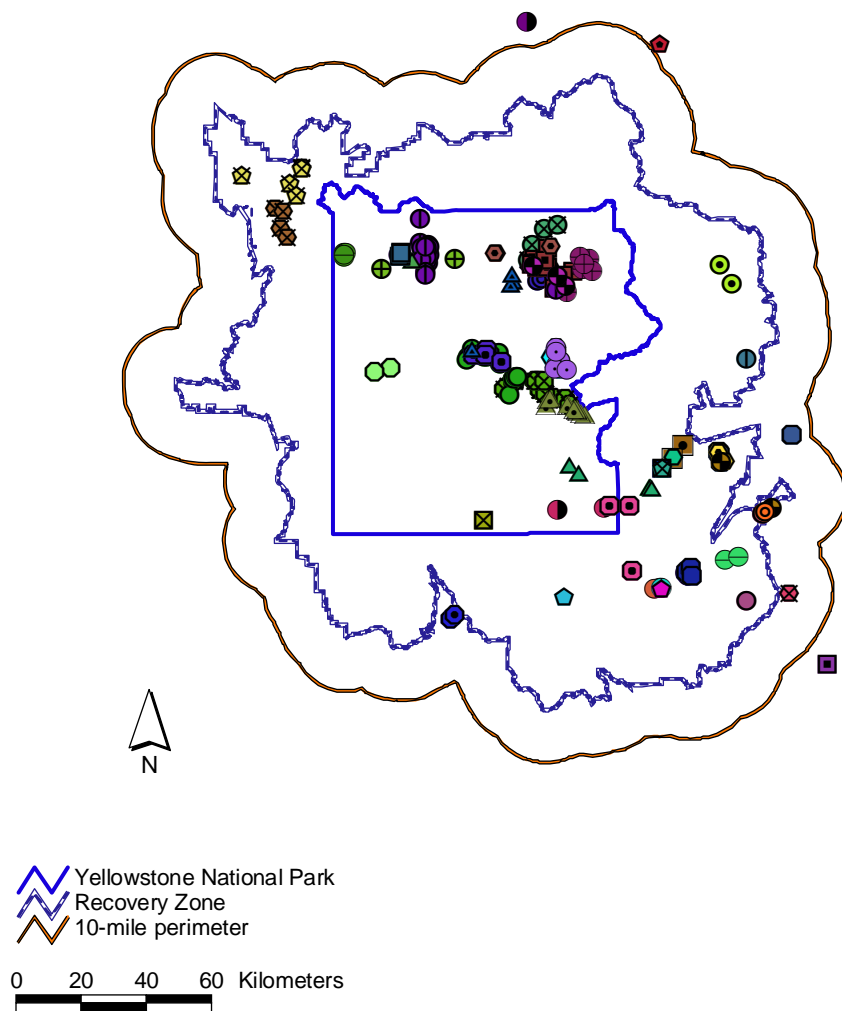 N
Yellowstone National Park
Recovery Zone
10-mile perimeter
0 20 40 60 Kilometers